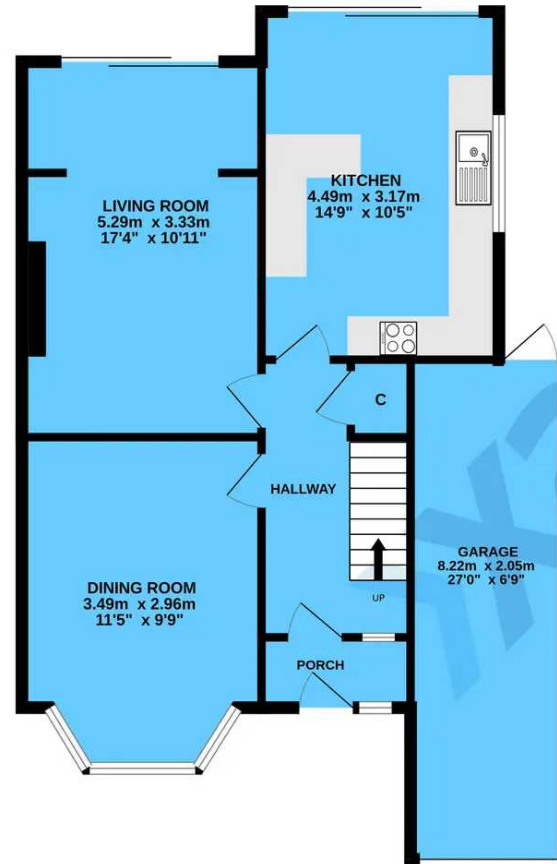 LIVING ROOM
5.29m x 3.33m
17'4" x 10'11"
KITCHEN
4.49m x 3.17m
14'9" x 10'5"
C
HALLWAY
UP
DINING ROOM
3.49m x 2.96m
11'5" x 9'9"
PORCH
GARAGE
8.22m x 2.05m
27'0" x 6'9"